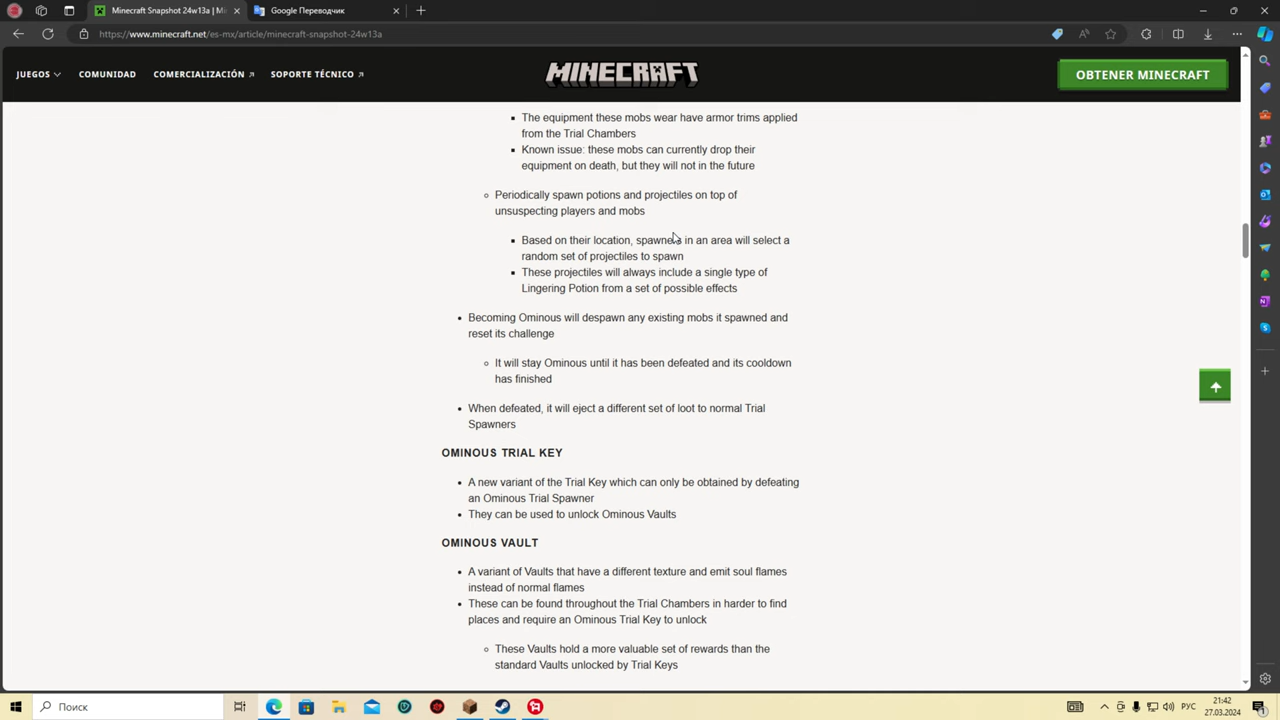 Minecraft Snapshot 24w13a | Mi
Google Переводчик
https://www.minecraft.net/es-mx/article/minecraft-snapshot-24w13a
JUEGOS
COMUNIDAD
COMERCIALIZACIÓN
SOPORTE TÉCNICO
MINECRAFT
OBTENER MINECRAFT
The equipment these mobs wear have armor trims applied
from the Trial Chambers
Known issue: these mobs can currently drop their
equipment on death, but they will not in the future
Periodically spawn potions and projectiles on top of
unsuspecting players and mobs
Based on their location, spawners in an area will select a
random set of projectiles to spawn
These projectiles will always include a single type of
Lingering Potion from a set of possible effects
Becoming Ominous will despawn any existing mobs it spawned and
reset its challenge
It will stay Ominous until it has been defeated and its cooldown
has finished
When defeated, it will eject a different set of loot to normal Trial
Spawners
OMINOUS TRIAL KEY
A new variant of the Trial Key which can only be obtained by defeating
an Ominous Trial Spawner
They can be used to unlock Ominous Vaults
OMINOUS VAULT
A variant of Vaults that have a different texture and emit soul flames
instead of normal flames
These can be found throughout the Trial Chambers in harder to find
places and require an Ominous Trial Key to unlock
These Vaults hold a more valuable set of rewards than the
standard Vaults unlocked by Trial Keys
Поиск
РУС
21:42
27.03.2024